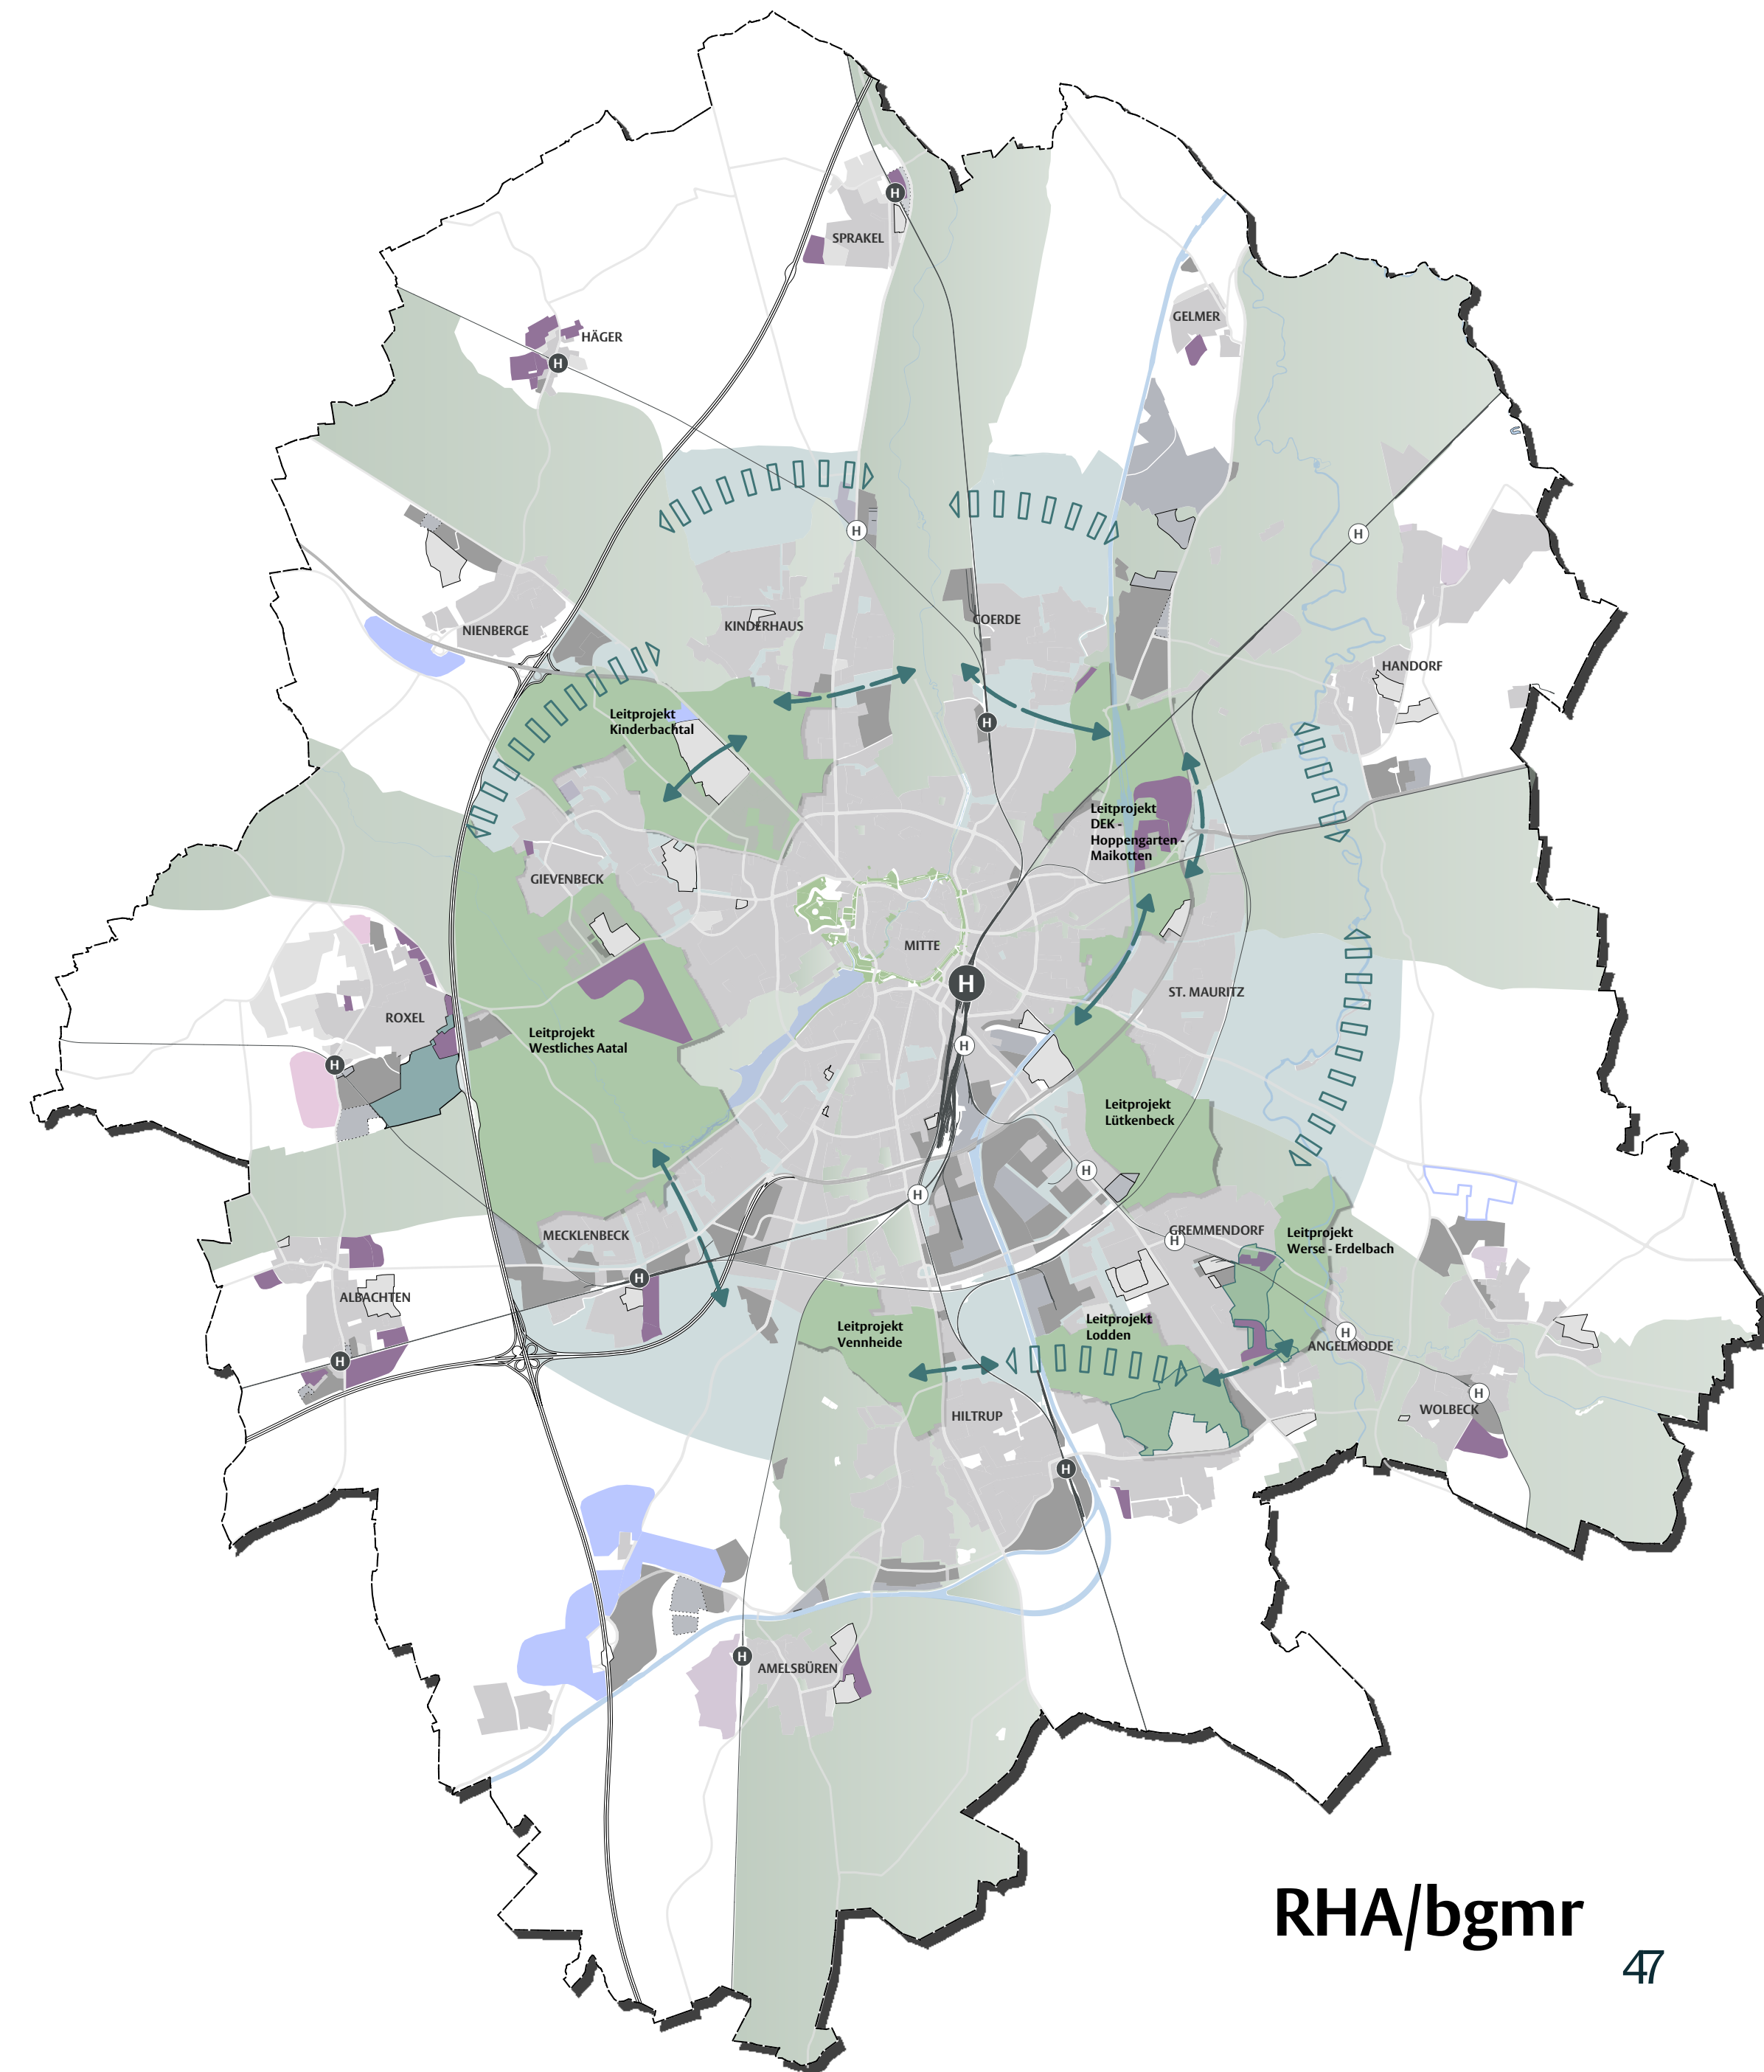 H
SPRAKEL
GELMER
HÄGER
H
H
H
NIENBERGE
KINDERHAUS
COERDE
HANDORF
Leitprojekt
Kinderbachtal
H
Leitprojekt
DEK -
Hoppengarten -
Maikotten
GIEVENBECK
MITTE
H
ST. MAURITZ
ROXEL
Leitprojekt
Westliches Aatal
H
H
Leitprojekt
Lütkenbeck
H
H
MECKLENBECK
GREMMENDORF
H
Leitprojekt
Werse - Erdelbach
H
ALBACHTEN
Leitprojekt
Vennheide
Leitprojekt
Lodden
H
ANGELMODDE
H
H
WOLBECK
HILTRUP
H
H
AMELSBÜREN
RHA/bgmr
47